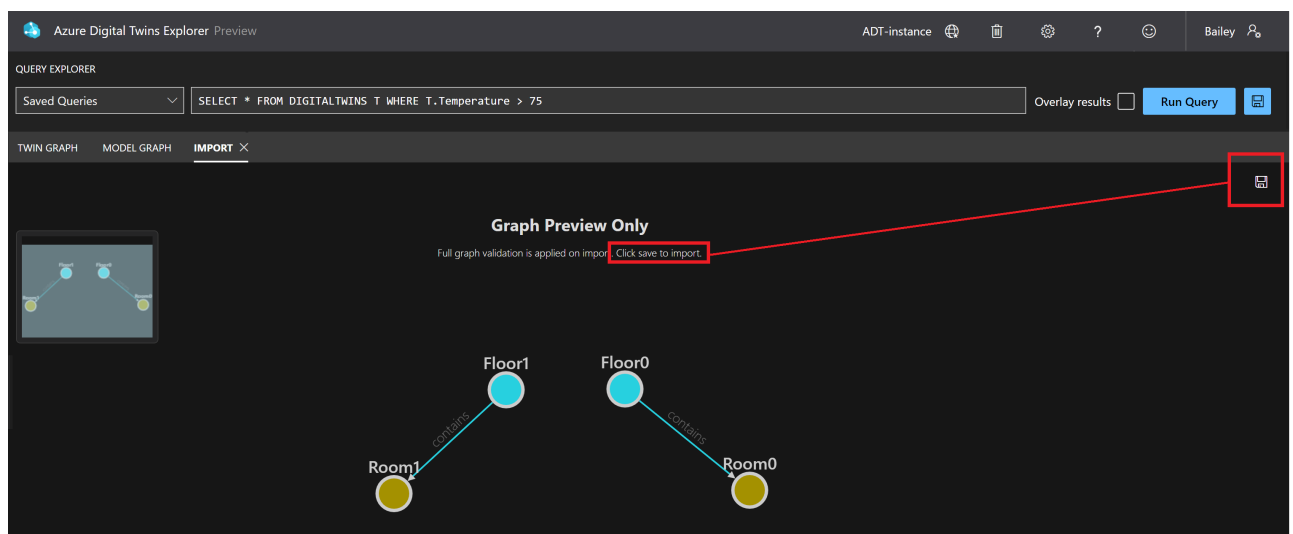 Azure Digital Twins Explorer Preview
ADT-instance
?
Bailey
QUERY EXPLORER
Saved Queries
SELECT * FROM DIGITALTWINS T WHERE T.Temperature > 75
Overlay results
Run Query
TWIN GRAPH
MODEL GRAPH
IMPORT
Graph Preview Only
Full graph validation is applied on import. Click save to import.
Floor1
Floor0
contains
contains
Room1
Room0